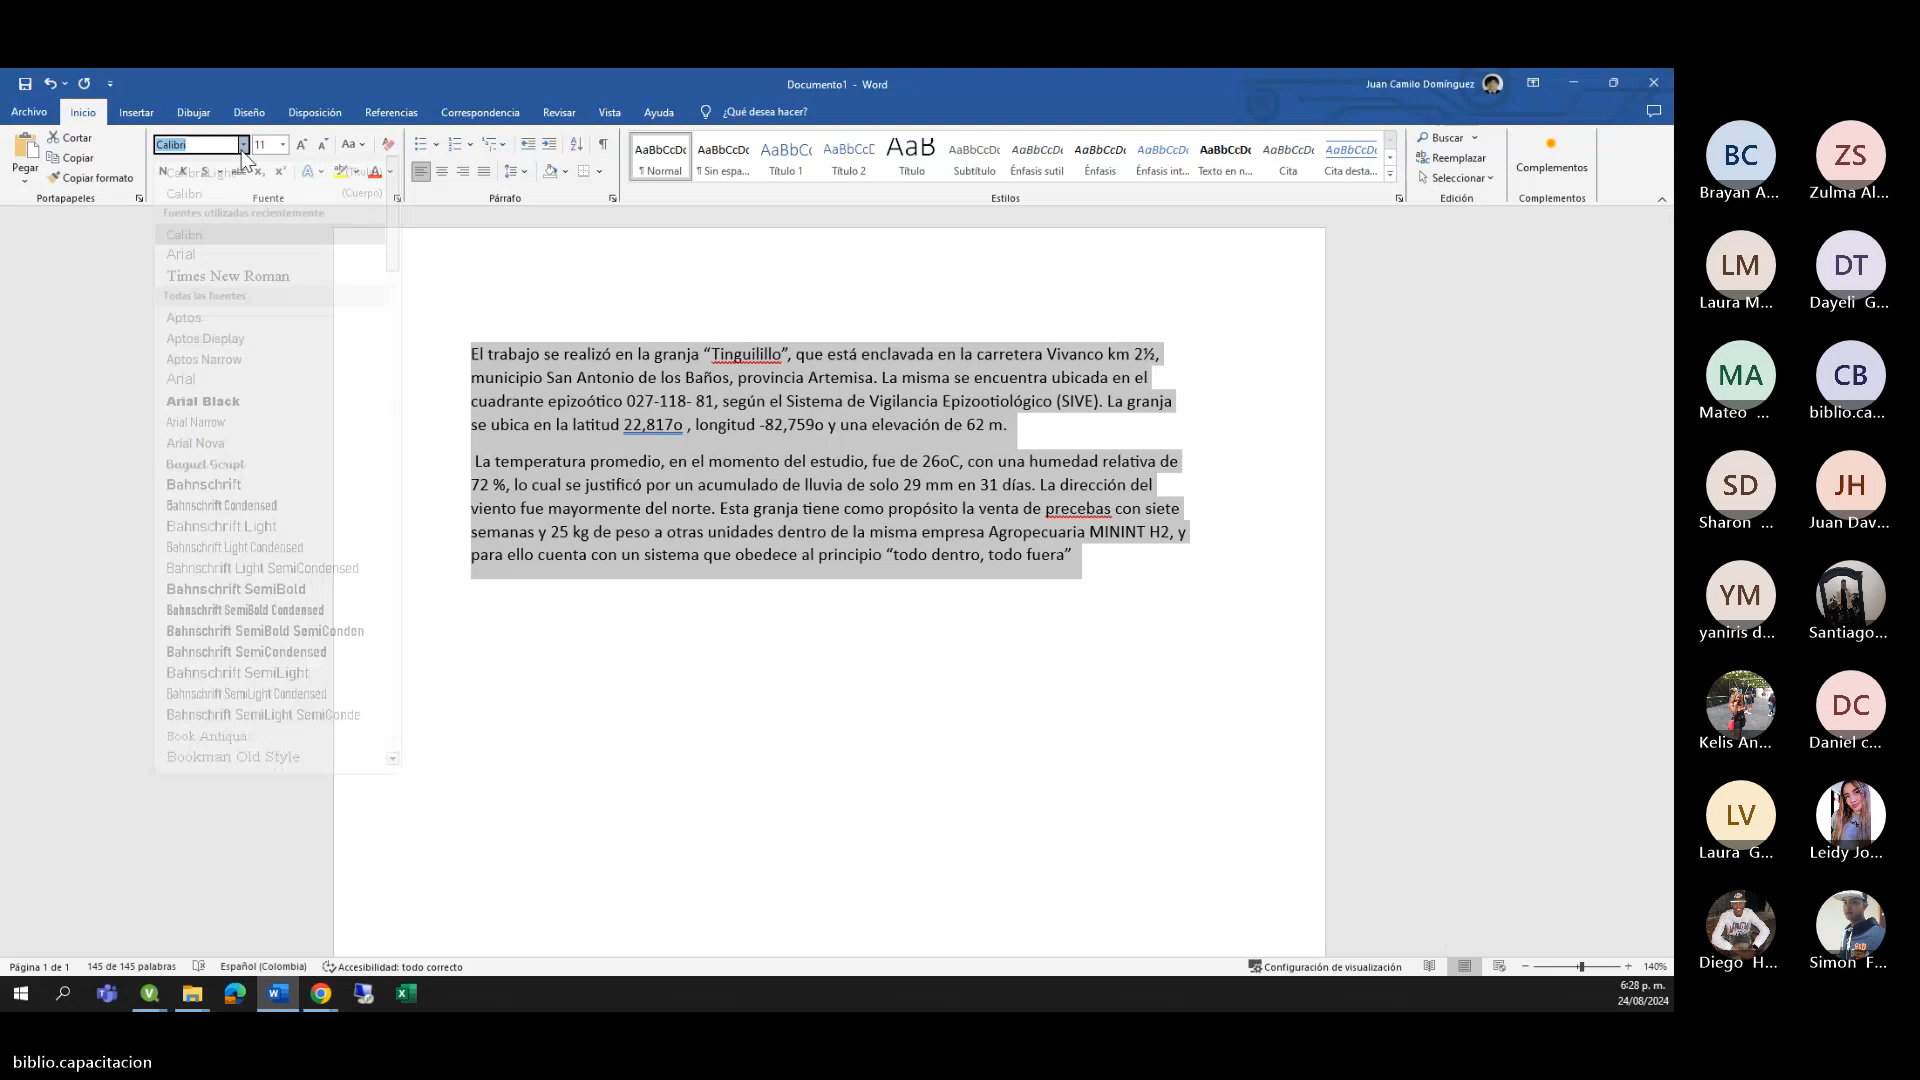 Documento1 - Word
Juan Camilo Domínguez
Archivo Inicio Insertar Dibujar Diseño Disposición Referencias Correspondencia Revisar Vista Ayuda ¿Qué desea hacer?
Pegar
Cortar
Copiar
Copiar formato
Portapapeles
Calibri 11
Fuente
Párrafo
AaBbCcDc AaBbCcDc AaBbCc AaBbCcE AaB AaBbCcDc AaBbCcDc AaBbCcDc AaBbCcDc AaBbCcDc AaBbCcDc AaBbCcDc
¶ Normal ¶ Sin espa... Título 1 Título 2 Título Subtítulo Énfasis sutil Énfasis Énfasis int... Texto en n... Cita Cita desta...
Estilos
Buscar
Reemplazar
Seleccionar
Edición
Complementos
Complementos
Calibri Light
Calibri (Cuerpo)
Fuentes utilizadas recientemente
Calibri
Arial
Times New Roman
Todas las fuentes
Aptos
Aptos Display
Aptos Narrow
Arial
Arial Black
Arial Narrow
Arial Nova
Baguet Script
Bahnschrift
Bahnschrift Condensed
Bahnschrift Light
Bahnschrift Light Condensed
Bahnschrift Light SemiCondensed
Bahnschrift SemiBold
Bahnschrift SemiBold Condensed
Bahnschrift SemiBold SemiConden
Bahnschrift SemiCondensed
Bahnschrift SemiLight
Bahnschrift SemiLight Condensed
Bahnschrift SemiLight SemiConde
Book Antiqua
Bookman Old Style
El trabajo se realizó en la granja “Tinguilillo”, que está enclavada en la carretera Vivanco km 2½,
municipio San Antonio de los Baños, provincia Artemisa. La misma se encuentra ubicada en el
cuadrante epizoótico 027-118- 81, según el Sistema de Vigilancia Epizootiológico (SIVE). La granja
se ubica en la latitud 22,817o , longitud -82,759o y una elevación de 62 m.
La temperatura promedio, en el momento del estudio, fue de 26oC, con una humedad relativa de
72 %, lo cual se justificó por un acumulado de lluvia de solo 29 mm en 31 días. La dirección del
viento fue mayormente del norte. Esta granja tiene como propósito la venta de precebas con siete
semanas y 25 kg de peso a otras unidades dentro de la misma empresa Agropecuaria MININT H2, y
para ello cuenta con un sistema que obedece al principio “todo dentro, todo fuera”
Página 1 de 1 145 de 145 palabras Español (Colombia) Accesibilidad: todo correcto Configuración de visualización 140%
6:28 p. m.
24/08/2024
BC ZS
Brayan A... Zulma Al...
LM DT
Laura M... Dayeli G...
MA CB
Mateo ... biblio.ca...
SD JH
Sharon ... Juan Dav...
YM
yaniris d... Santiago...
DC
Kelis An... Daniel c...
LV
Laura G... Leidy Jo...
Diego H... Simon F...
biblio.capacitacion